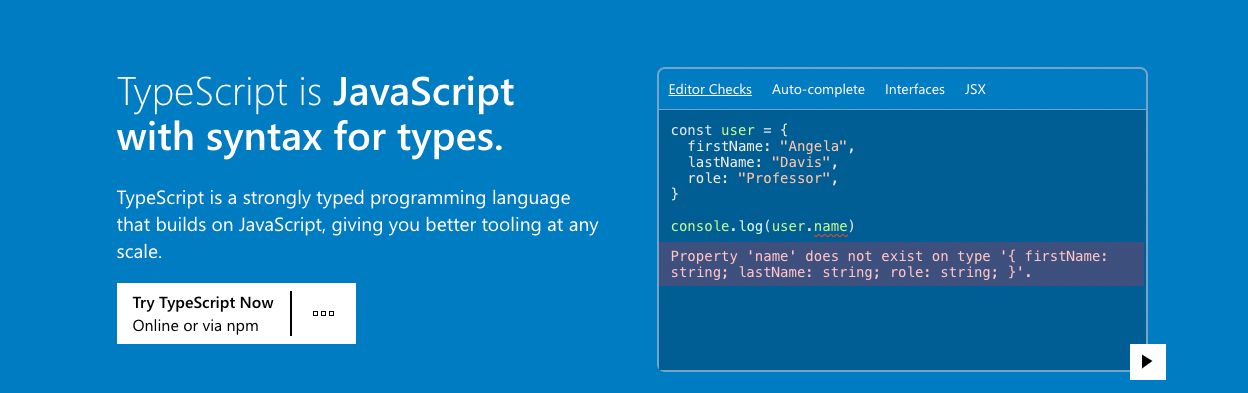 TypeScript is JavaScript
with syntax for types.
TypeScript is a strongly typed programming language
that builds on JavaScript, giving you better tooling at any
scale.
Try TypeScript Now
Online or via npm
Editor Checks Auto-complete Interfaces JSX
const user = {
  firstName: "Angela",
  lastName: "Davis",
  role: "Professor",
}
console.log(user.name)
Property 'name' does not exist on type '{ firstName:
string; lastName: string; role: string; }'.